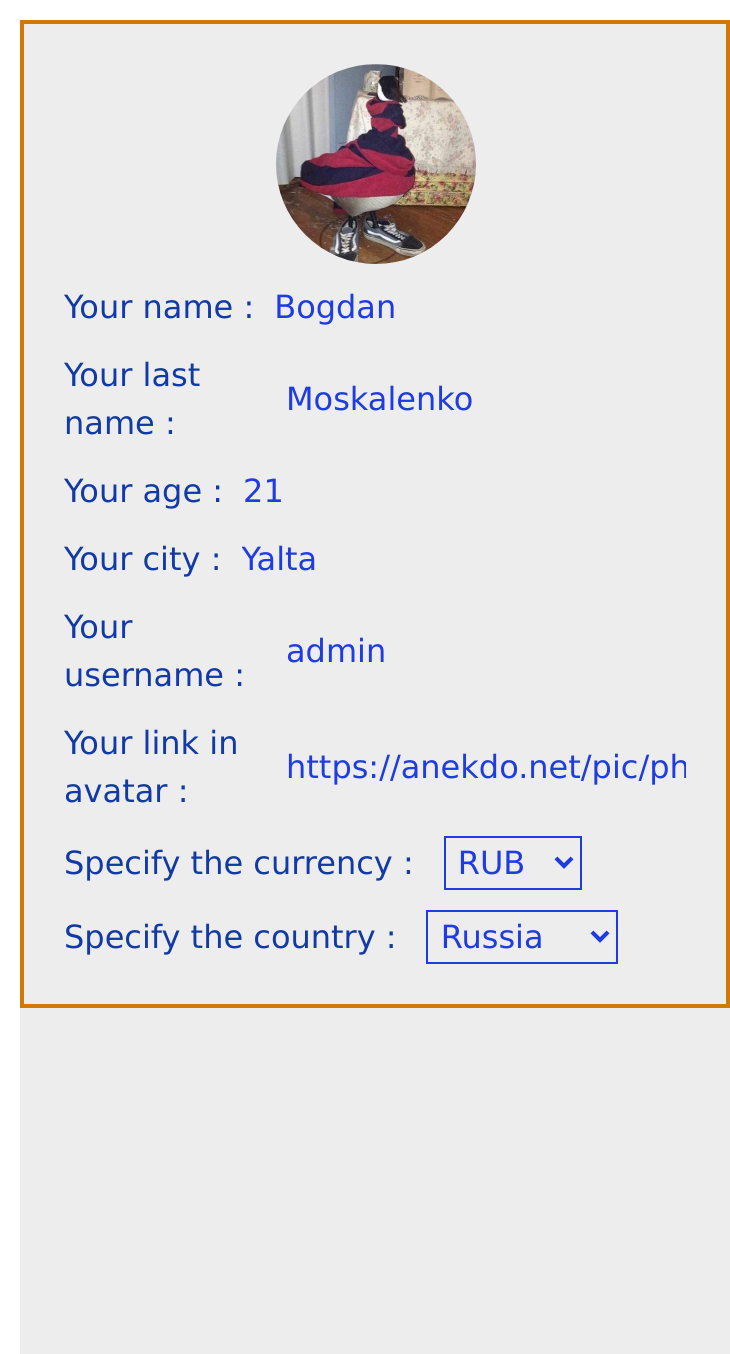 Your name : Bogdan
Your last
name : Moskalenko
Your age : 21
Your city : Yalta
Your
username : admin
Your link in
avatar : https://anekdo.net/pic/ph
Specify the currency : RUB
Specify the country : Russia